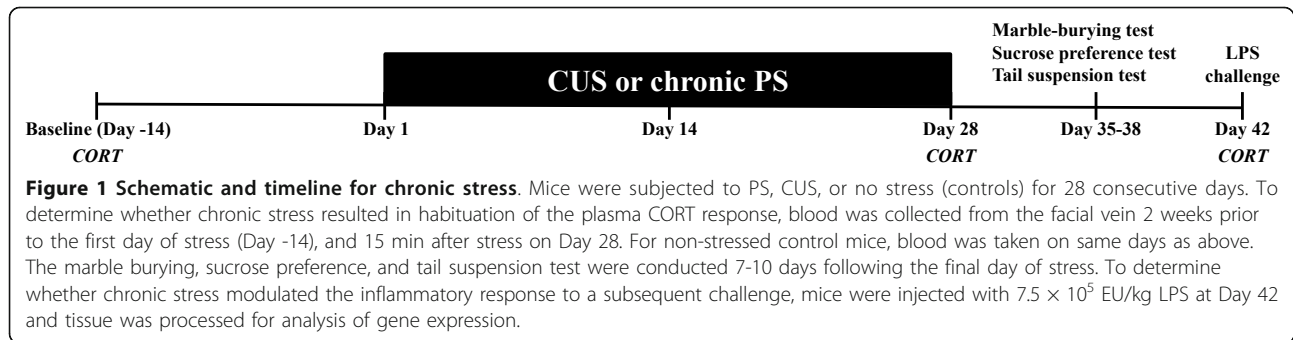 Marble-burying test
Sucrose preference test
Tail suspension test
LPS
challenge
CUS or chronic PS
Baseline (Day -14)
CORT
Day 1
Day 14
Day 28
CORT
Day 35-38
Day 42
CORT
Figure 1 Schematic and timeline for chronic stress. Mice were subjected to PS, CUS, or no stress (controls) for 28 consecutive days. To
determine whether chronic stress resulted in habituation of the plasma CORT response, blood was collected from the facial vein 2 weeks prior
to the first day of stress (Day -14), and 15 min after stress on Day 28. For non-stressed control mice, blood was taken on same days as above.
The marble burying, sucrose preference, and tail suspension test were conducted 7-10 days following the final day of stress. To determine
whether chronic stress modulated the inflammatory response to a subsequent challenge, mice were injected with 7.5 × 10⁵ EU/kg LPS at Day 42
and tissue was processed for analysis of gene expression.